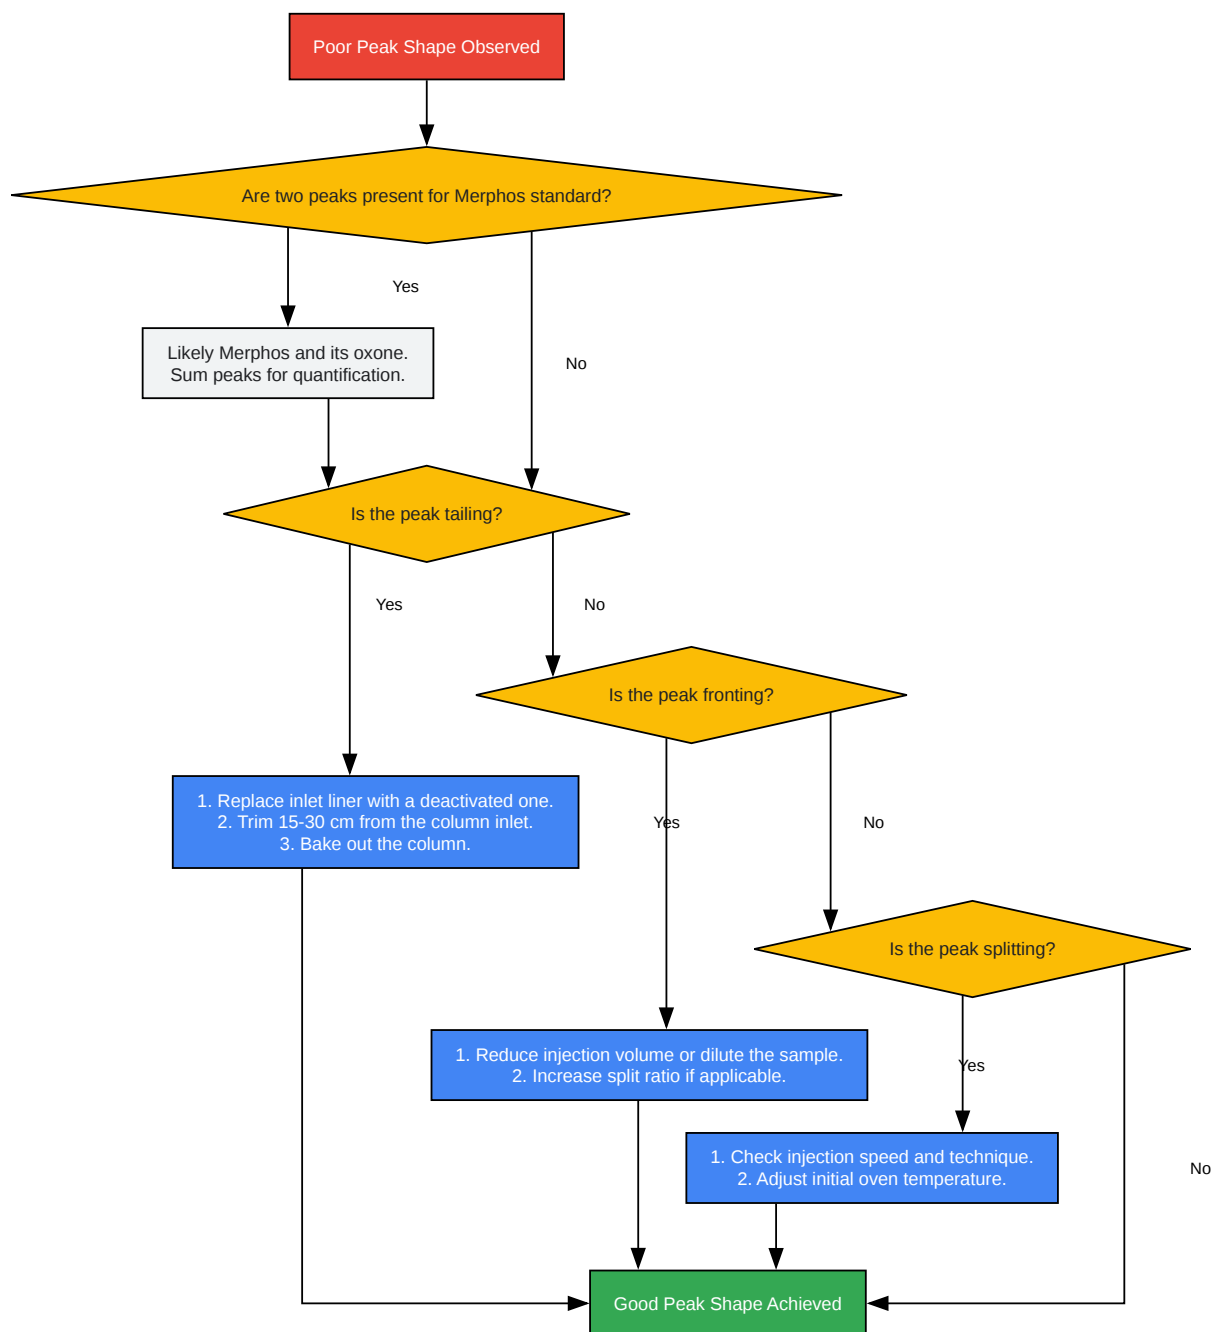 Poor Peak Shape Observed
Are two peaks present for Merphos standard?
Yes
Likely Merphos and its oxone.
Sum peaks for quantification.
No
Is the peak tailing?
Yes
No
Is the peak fronting?
1. Replace inlet liner with a deactivated one.
2. Trim 15-30 cm from the column inlet.
3. Bake out the column.
Yes
No
Is the peak splitting?
1. Reduce injection volume or dilute the sample.
2. Increase split ratio if applicable.
Yes
1. Check injection speed and technique.
2. Adjust initial oven temperature.
No
Good Peak Shape Achieved